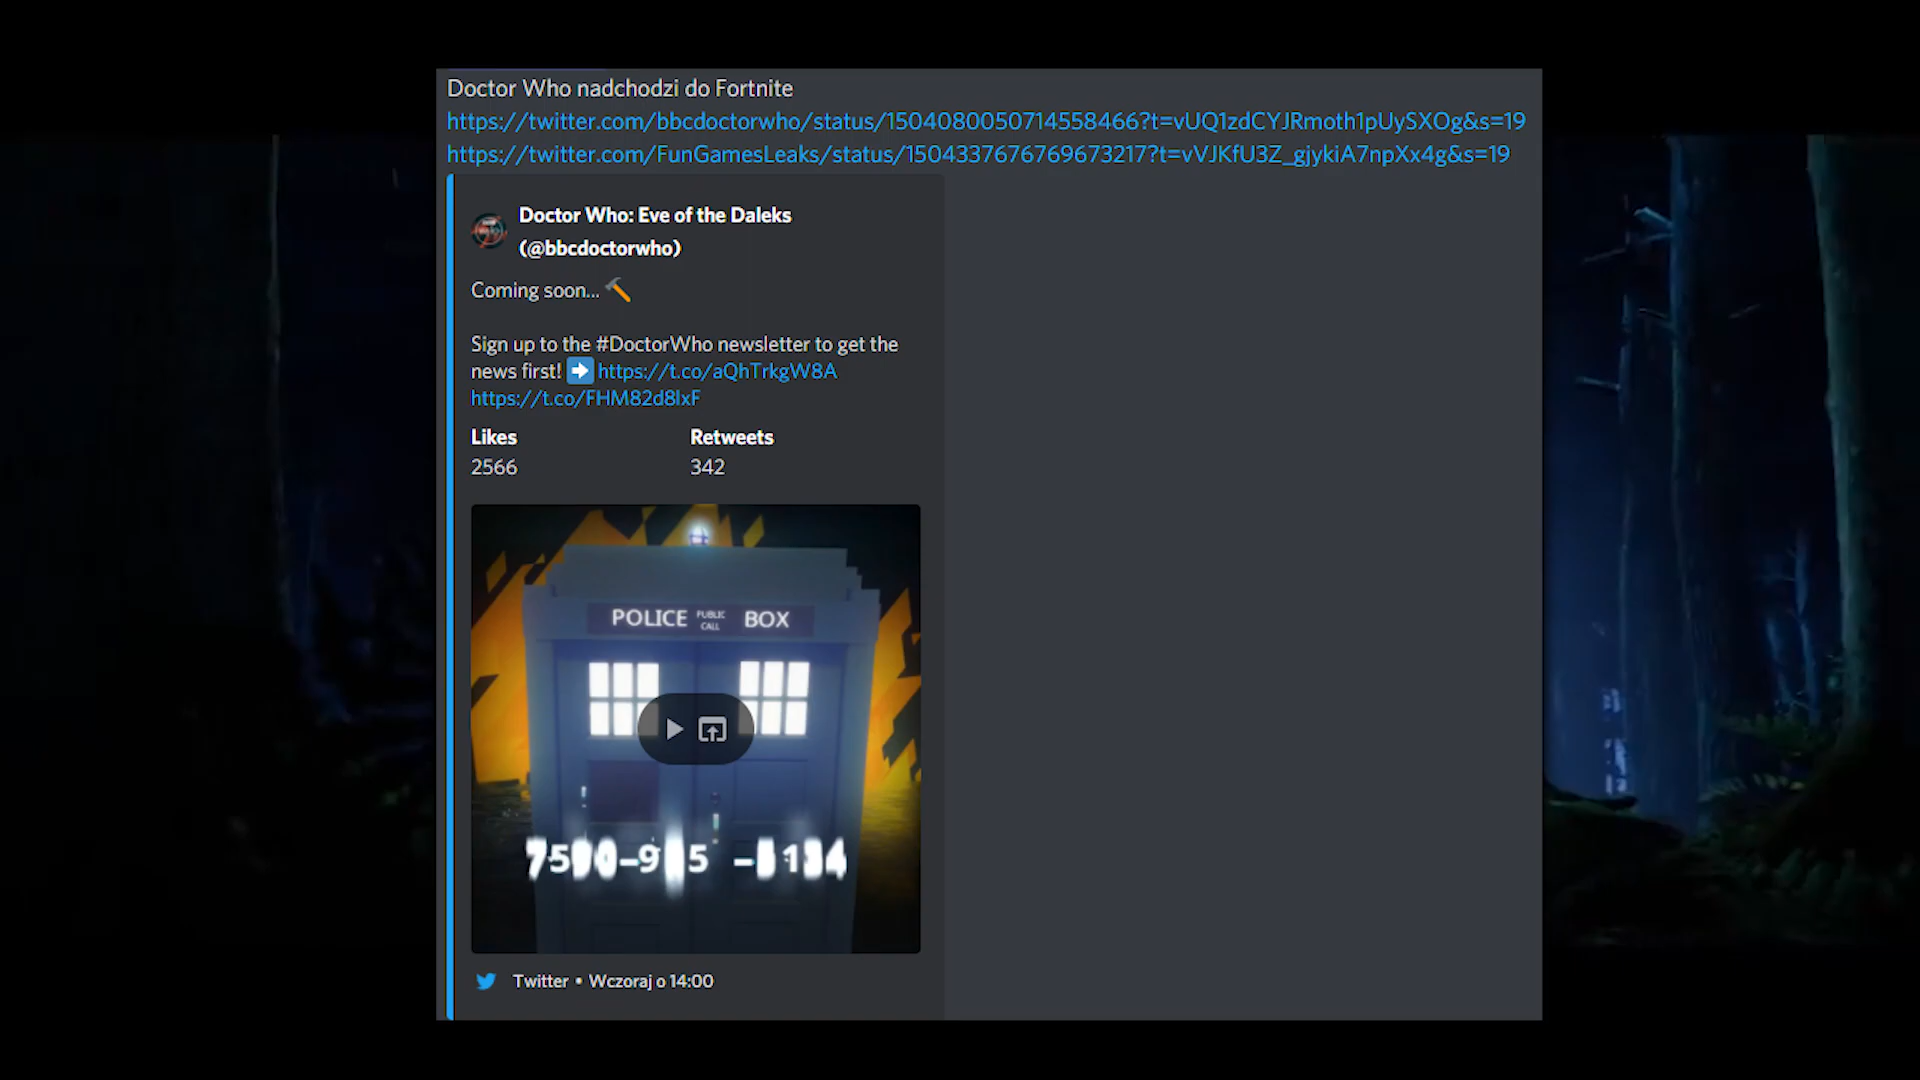 Doctor Who nadchodzi do Fortnite
https://twitter.com/bbcdoctorwho/status/1504080050714558466?t=vUQ1zdCYJRmoth1pUySXOg&s=19
https://twitter.com/FunGamesLeaks/status/1504337676769673217?t=vVJKfU3Z_gjykiA7npXx4g&s=19
Doctor Who: Eve of the Daleks
(@bbcdoctorwho)
Coming soon... 🔨
Sign up to the #DoctorWho newsletter to get the
news first! ➡️ https://t.co/aQhTrkgW8A
https://t.co/FHM82d8lxF
Likes
Retweets
2566
342
POLICE PUBLIC CALL BOX
Twitter • Wczoraj o 14:00